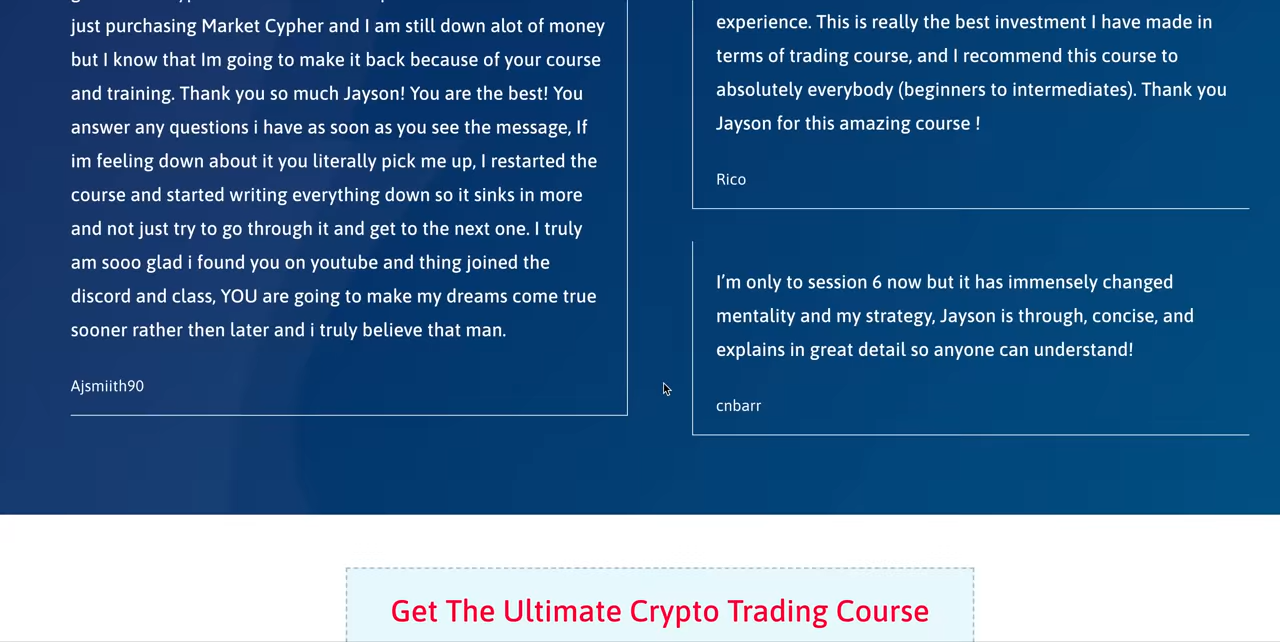 just purchasing Market Cypher and I am still down alot of money
but I know that Im going to make it back because of your course
and training. Thank you so much Jayson! You are the best! You
answer any questions i have as soon as you see the message, If
im feeling down about it you literally pick me up, I restarted the
course and started writing everything down so it sinks in more
and not just try to go through it and get to the next one. I truly
am sooo glad i found you on youtube and thing joined the
discord and class, YOU are going to make my dreams come true
sooner rather then later and i truly believe that man.
Ajsmiith90
experience. This is really the best investment I have made in
terms of trading course, and I recommend this course to
absolutely everybody (beginners to intermediates). Thank you
Jayson for this amazing course !
Rico
I’m only to session 6 now but it has immensely changed
mentality and my strategy, Jayson is through, concise, and
explains in great detail so anyone can understand!
cnbarr
Get The Ultimate Crypto Trading Course